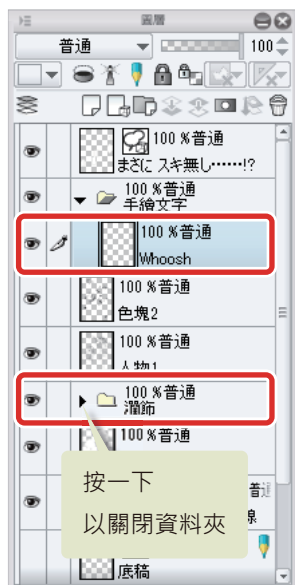 圖層
普通
100
100 %普通
まさに スキ無し……!?
100 %普通
手繪文字
100 %普通
Whoosh
100 %普通
色塊2
100 %普通
人物1
100 %普通
潤飾
100 %普通
按一下
以關閉資料夾
普通
線
底稿